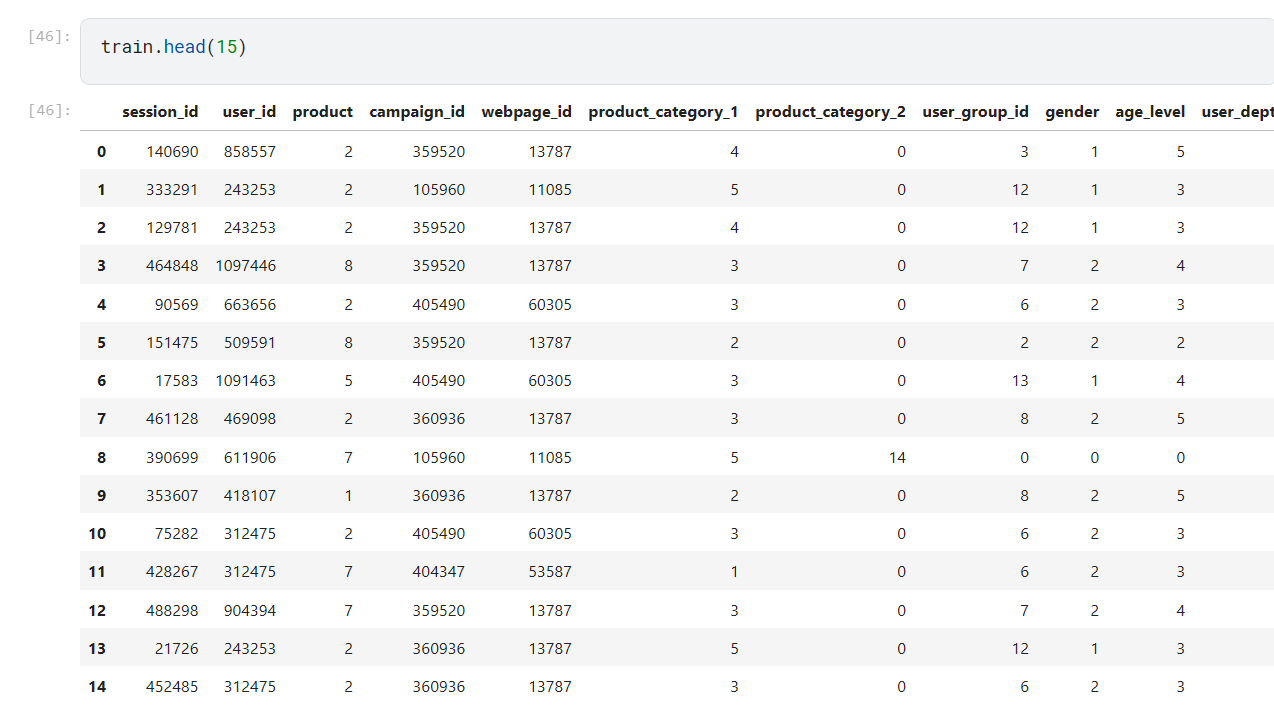 [46]: train.head(15)
[46]: session_id user_id product campaign_id webpage_id product_category_1 product_category_2 user_group_id gender age_level user_dept
0 140690 858557 2 359520 13787 4 0 3 1 5
1 333291 243253 2 105960 11085 5 0 12 1 3
2 129781 243253 2 359520 13787 4 0 12 1 3
3 464848 1097446 8 359520 13787 3 0 7 2 4
4 90569 663656 2 405490 60305 3 0 6 2 3
5 151475 509591 8 359520 13787 2 0 2 2 2
6 17583 1091463 5 405490 60305 3 0 13 1 4
7 461128 469098 2 360936 13787 3 0 8 2 5
8 390699 611906 7 105960 11085 5 14 0 0 0
9 353607 418107 1 360936 13787 2 0 8 2 5
10 75282 312475 2 405490 60305 3 0 6 2 3
11 428267 312475 7 404347 53587 1 0 6 2 3
12 488298 904394 7 359520 13787 3 0 7 2 4
13 21726 243253 2 360936 13787 5 0 12 1 3
14 452485 312475 2 360936 13787 3 0 6 2 3